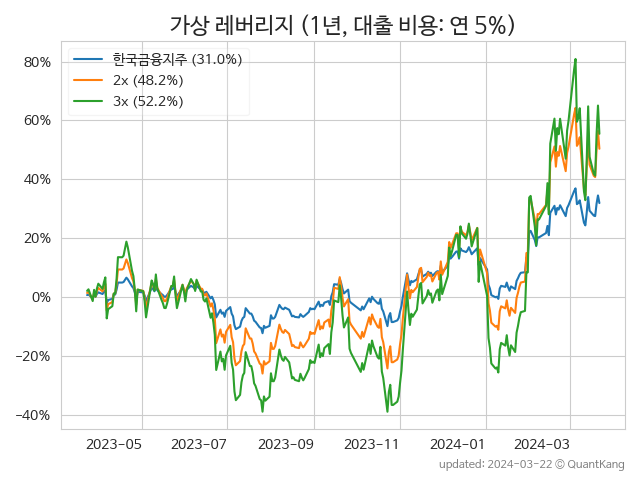 가상 레버리지 (1년, 대출 비용: 연 5%)
한국금융지주 (31.0%)
2x (48.2%)
3x (52.2%)
80%
60%
40%
20%
0%
−20%
−40%
2023-05 2023-07 2023-09 2023-11 2024-01 2024-03
updated: 2024-03-22 © QuantKang